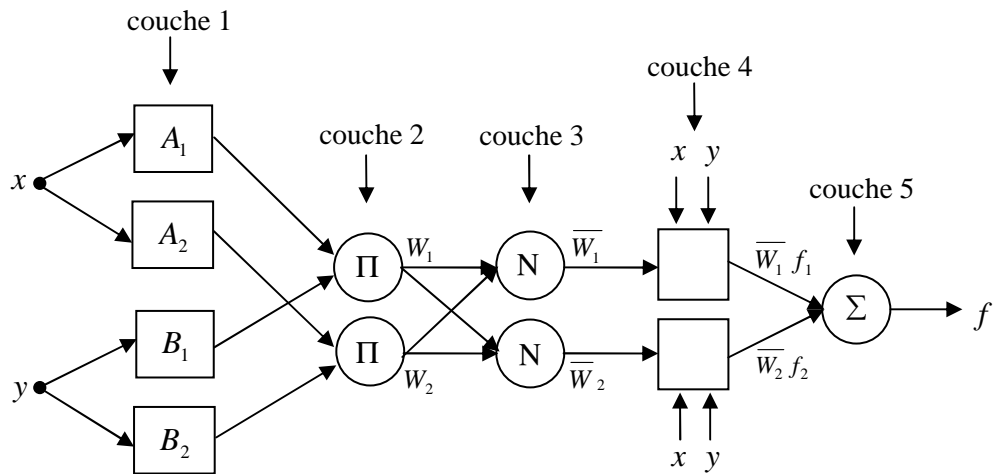 couche 1
couche 4
couche 2
couche 3
x y
couche 5
A₁
x
A₂
Π
W₁
N
W̅₁
W̅₁ f₁
Σ
f
B₁
Π
W₂
N
W̅₂
W̅₂ f₂
y
B₂
x y